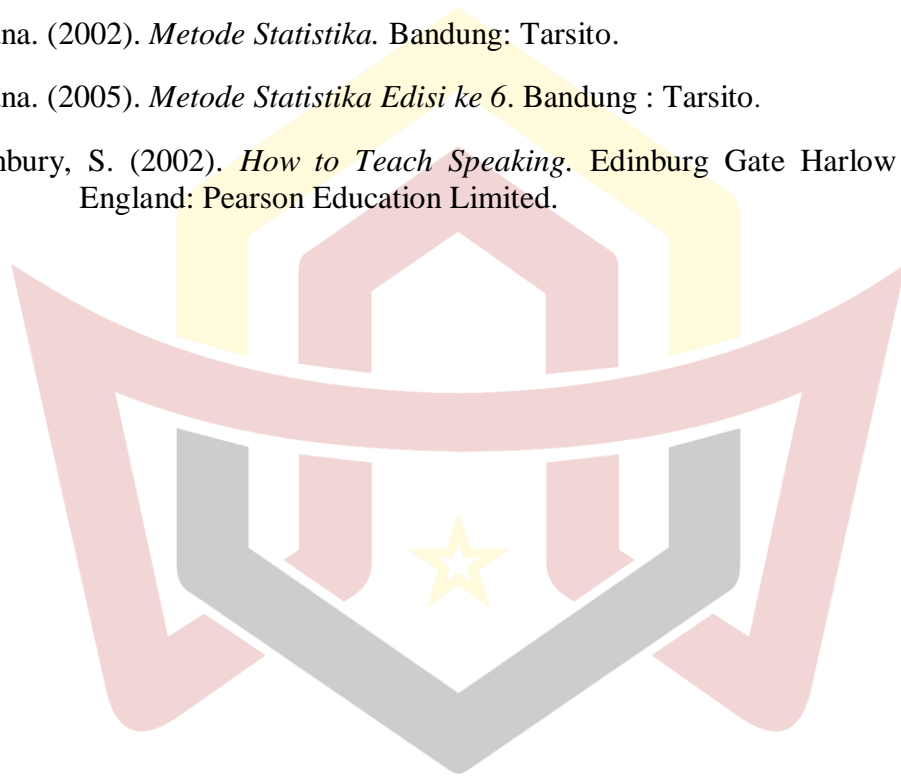 na. (2002). Metode Statistika. Bandung: Tarsito.
na. (2005). Metode Statistika Edisi ke 6. Bandung : Tarsito.
nbury, S. (2002). How to Teach Speaking. Edinburg Gate Harlow
England: Pearson Education Limited.